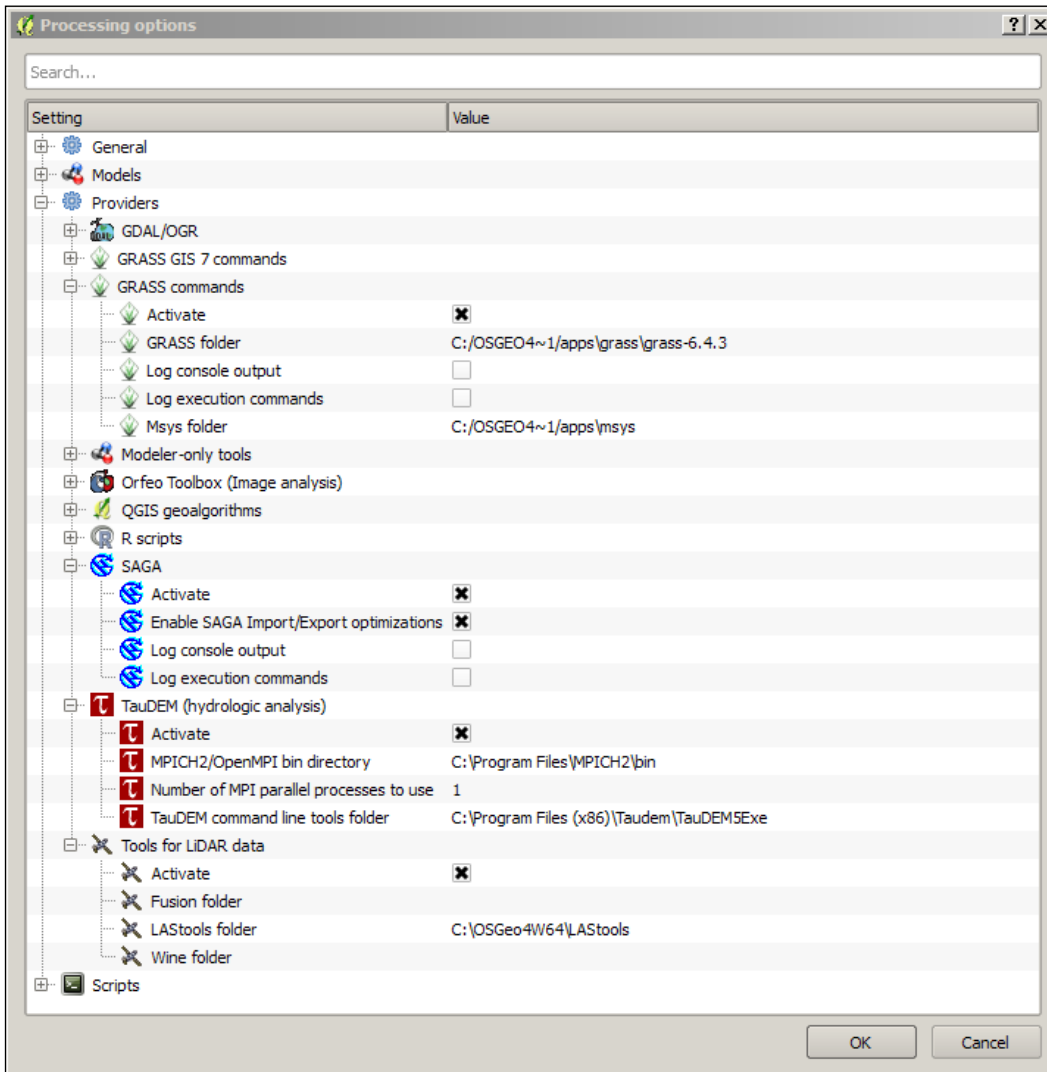 Processing options
Search...
Setting Value
General
Models
Providers
GDAL/OGR
GRASS GIS 7 commands
GRASS commands
Activate
GRASS folder C:/OSGEO4~1/apps\grass\grass-6.4.3
Log console output
Log execution commands
Msys folder C:/OSGEO4~1/apps\msys
Modeler-only tools
Orfeo Toolbox (Image analysis)
QGIS geoalgorithms
R scripts
SAGA
Activate
Enable SAGA Import/Export optimizations
Log console output
Log execution commands
TauDEM (hydrologic analysis)
Activate
MPICH2/OpenMPI bin directory C:\Program Files\MPICH2\bin
Number of MPI parallel processes to use 1
TauDEM command line tools folder C:\Program Files (x86)\Taudem\TauDEM5Exe
Tools for LiDAR data
Activate
Fusion folder
LAStools folder C:\OSGeo4W64\LAStools
Wine folder
Scripts
OK Cancel